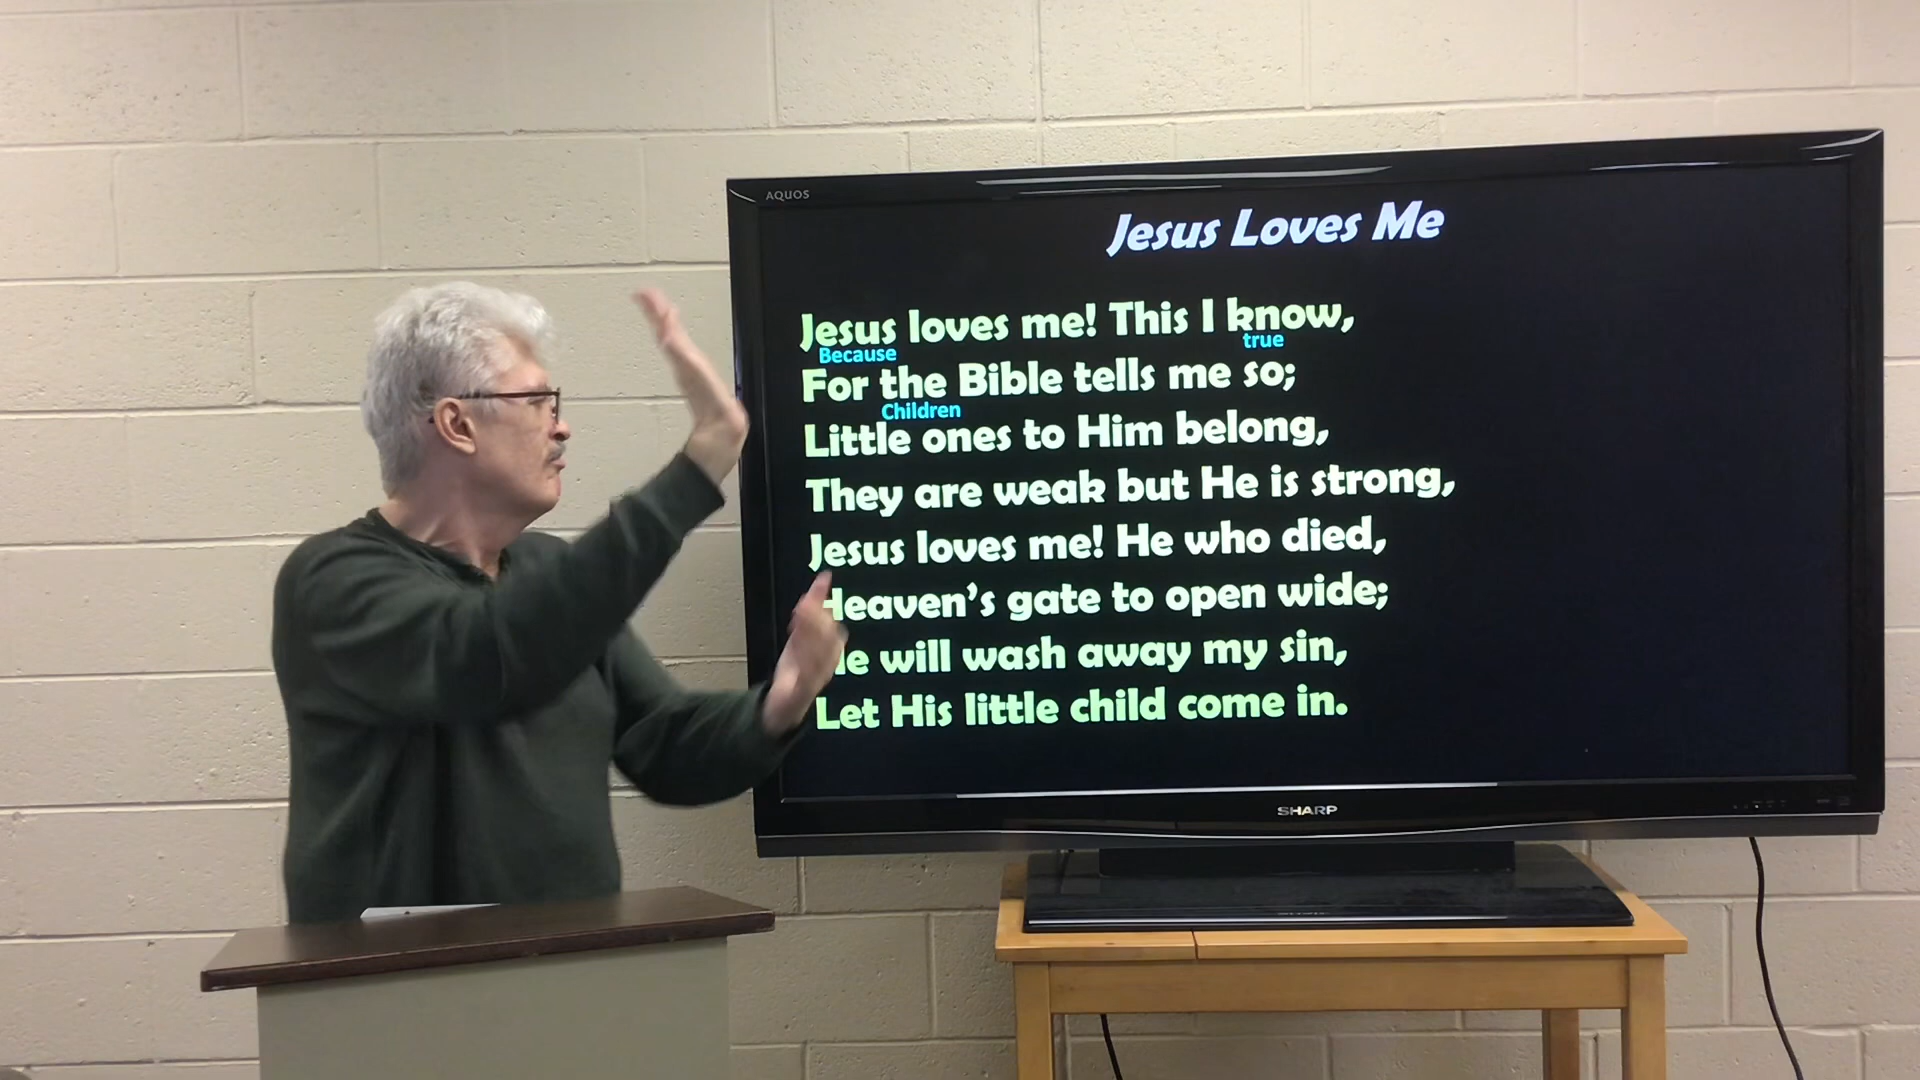 AQUOS
Jesus Loves Me
Jesus loves me! This I know,
Because true
For the Bible tells me so;
Children
Little ones to Him belong,
They are weak but He is strong,
Jesus loves me! He who died,
Heaven's gate to open wide;
He will wash away my sin,
Let His little child come in.
SHARP